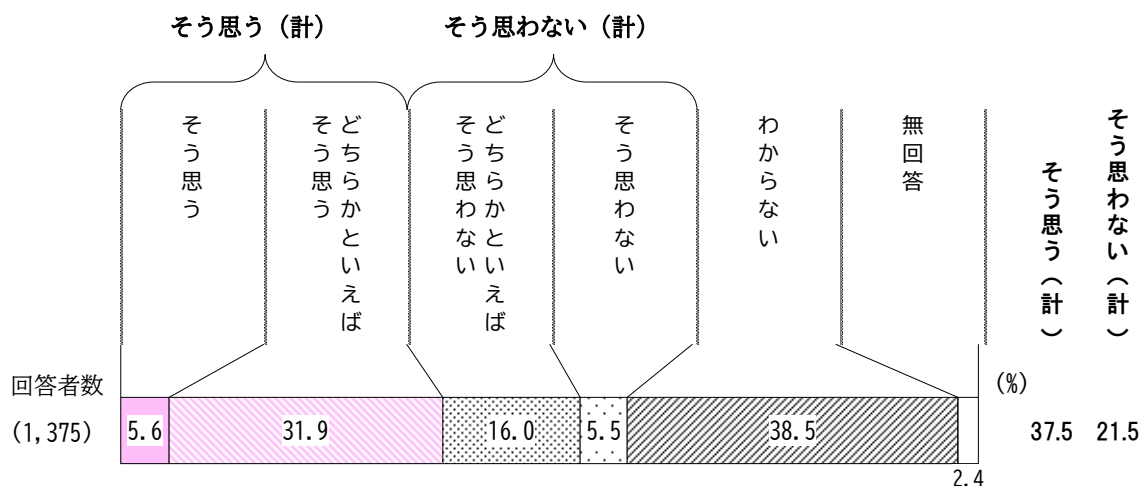 そう思う（計）
そう思わない（計）
そう思う
どちらかといえば
そう思う
どちらかといえば
そう思わない
そう思わない
わからない
無回答
そう思う（計）
そう思わない（計）
回答者数
(%)
(1,375)
5.6
31.9
16.0
5.5
38.5
2.4
37.5
21.5